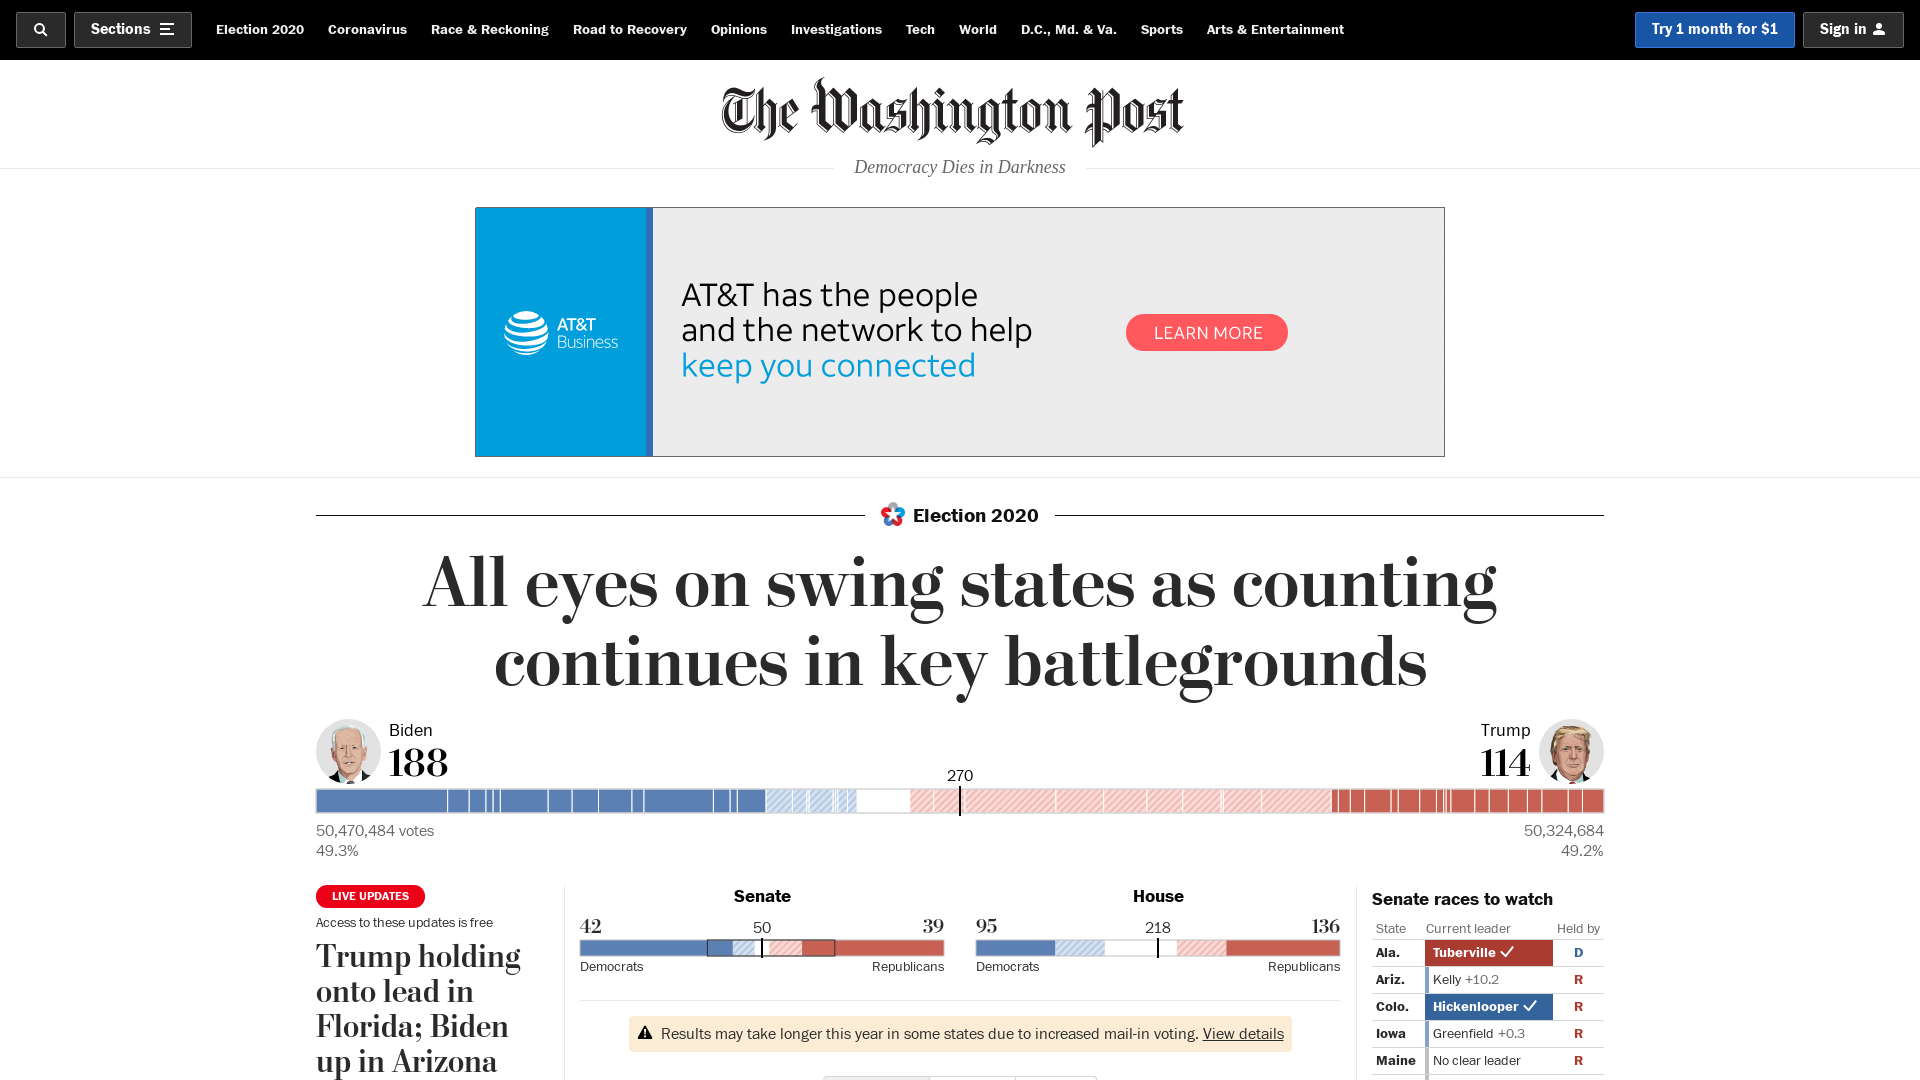 Sections
Election 2020
Coronavirus
Race & Reckoning
Road to Recovery
Opinions
Investigations
Tech
World
D.C., Md. & Va.
Sports
Arts & Entertainment
Try 1 month for $1
Sign in
The Washington Post
Democracy Dies in Darkness
AT&T
Business
AT&T has the people
and the network to help
keep you connected
LEARN MORE
Election 2020
All eyes on swing states as counting
continues in key battlegrounds
Biden
188
Trump
114
270
50,470,484 votes
49.3%
50,324,684
49.2%
LIVE UPDATES
Access to these updates is free
Trump holding
onto lead in
Florida; Biden
up in Arizona
Senate
42
50
39
Democrats
Republicans
House
95
218
136
Democrats
Republicans
Results may take longer this year in some states due to increased mail-in voting. View details
Senate races to watch
State Current leader Held by
Ala. Tuberville D
Ariz. Kelly +10.2 R
Colo. Hickenlooper R
Iowa Greenfield +0.3 R
Maine No clear leader R